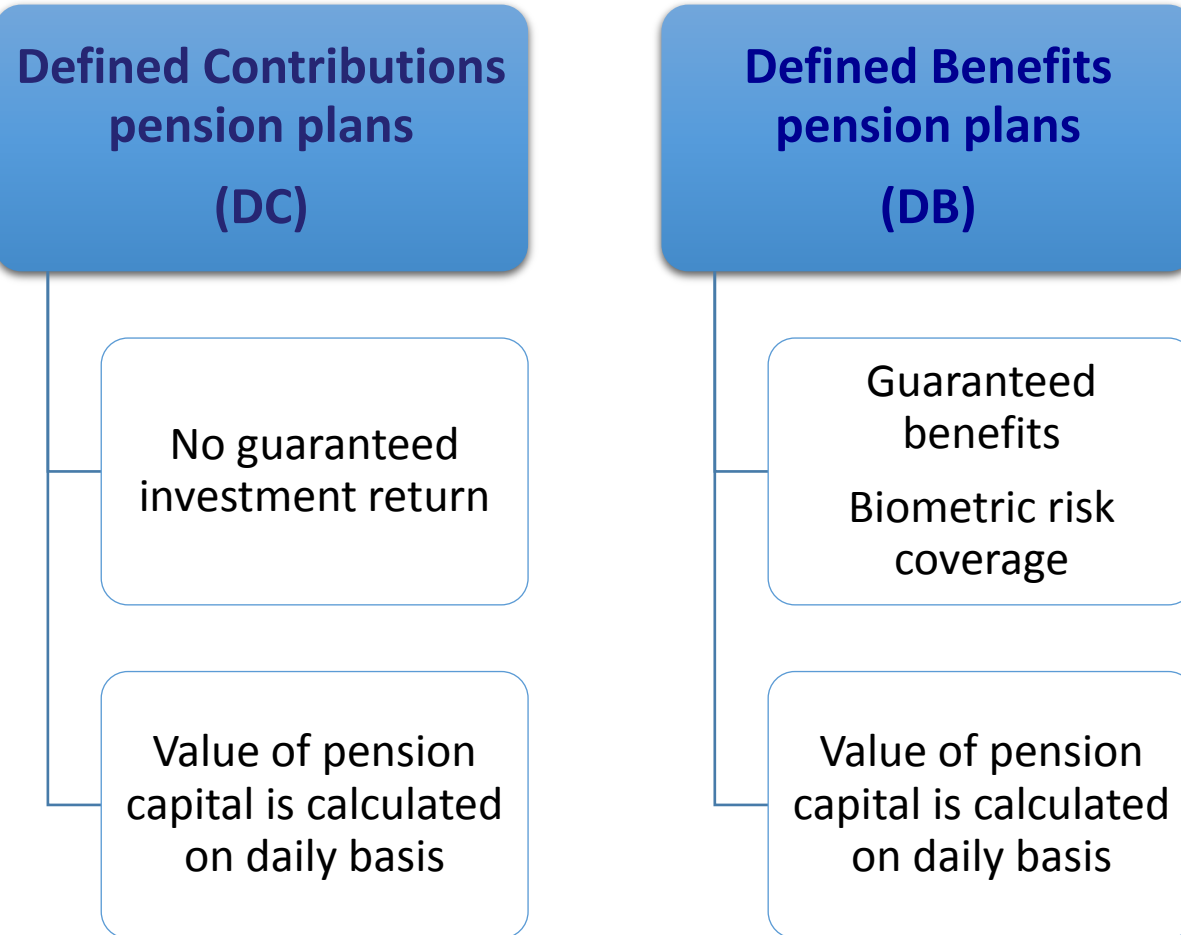 Defined Contributions
pension plans
(DC)
No guaranteed
investment return
Value of pension
capital is calculated
on daily basis
Defined Benefits
pension plans
(DB)
Guaranteed
benefits
Biometric risk
coverage
Value of pension
capital is calculated
on daily basis